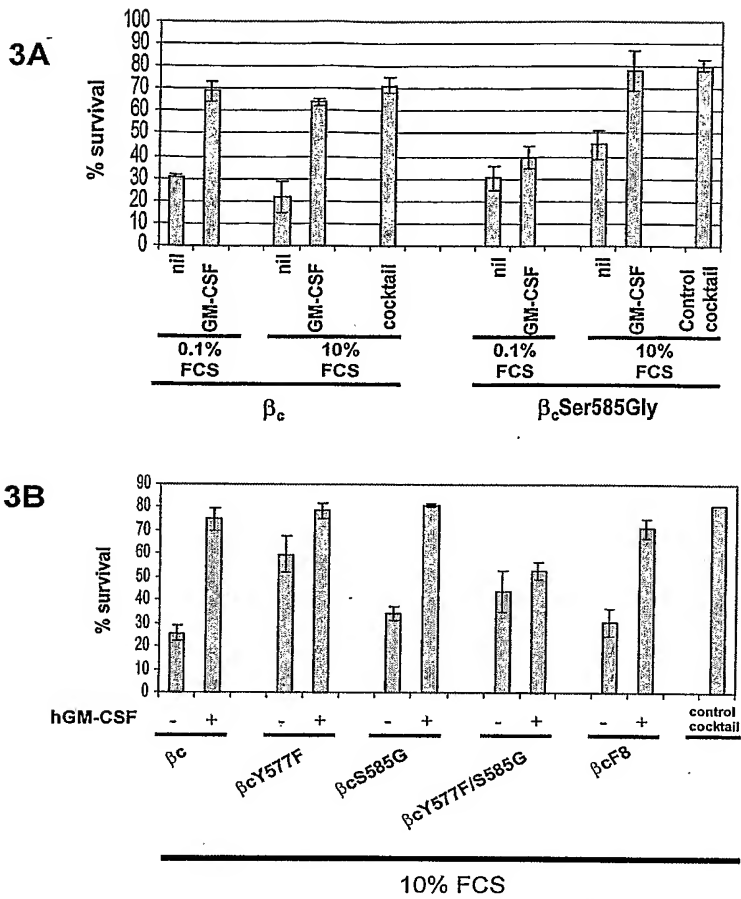 3A
% survival
100
90
80
70
60
50
40
30
20
10
0
nil
GM-CSF
nil
GM-CSF
cocktail
nil
GM-CSF
nil
GM-CSF
Control
cocktail
0.1%
FCS
10%
FCS
0.1%
FCS
10%
FCS
βc
βcSer585Gly
3B
% survival
90
80
70
60
50
40
30
20
10
0
hGM-CSF - + - + - + - + - + control
cocktail
βc
βcY577F
βcS585G
βcY577F/S585G
βcF8
10% FCS